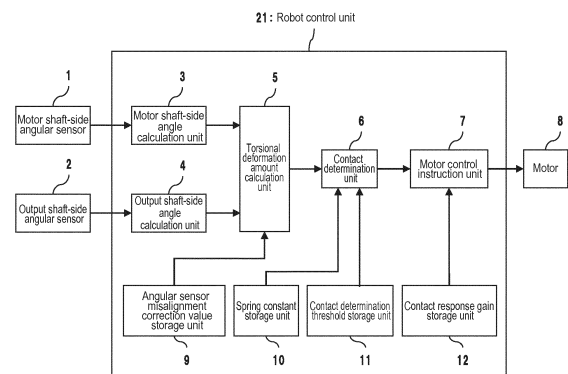 21: Robot control unit
1
3
5
6
7
8
Motor shaft-side
angular sensor
Motor shaft-side
angle
calculation unit
Torsional
deformation
amount
calculation
unit
Contact
determination
unit
Motor control
instruction unit
Motor
2
4
Output shaft-side
angular sensor
Output shaft-side
angle
calculation unit
Angular sensor
misalignment
correction value
storage unit
Spring constant
storage unit
Contact determination
threshold storage unit
Contact response gain
storage unit
9
10
11
12